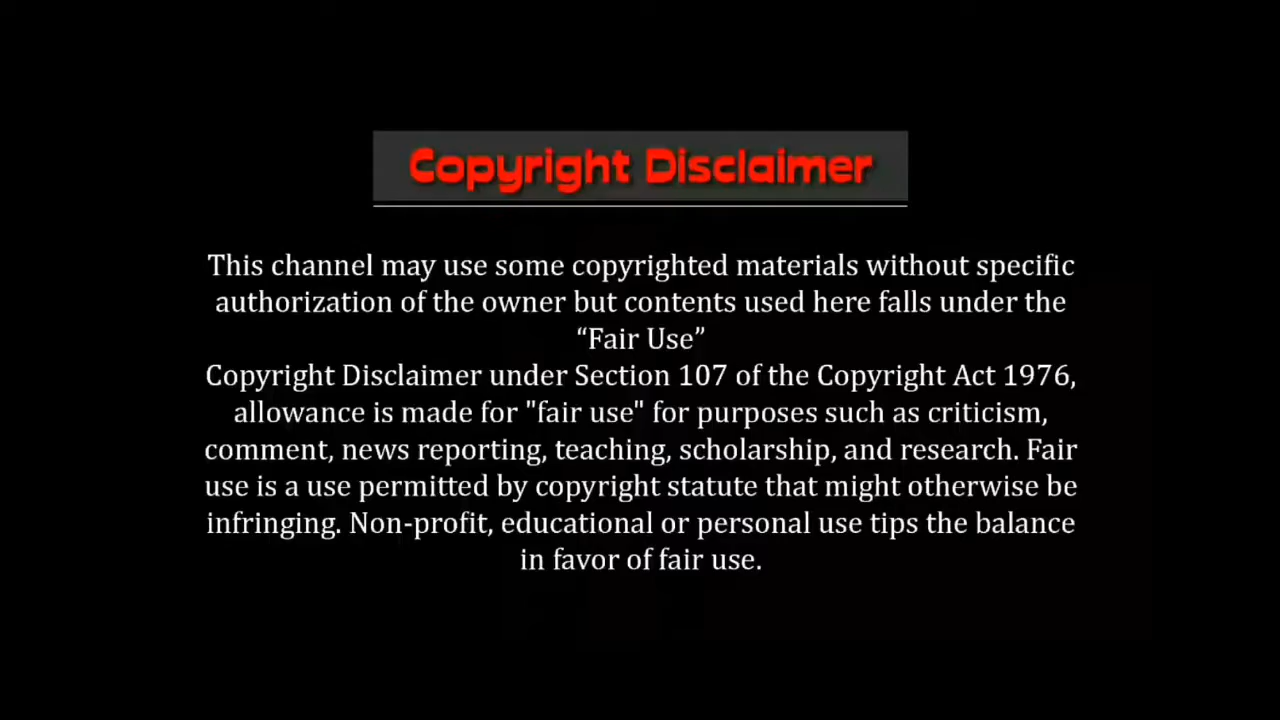 Copyright Disclaimer
This channel may use some copyrighted materials without specific
authorization of the owner but contents used here falls under the
“Fair Use”
Copyright Disclaimer under Section 107 of the Copyright Act 1976,
allowance is made for "fair use" for purposes such as criticism,
comment, news reporting, teaching, scholarship, and research. Fair
use is a use permitted by copyright statute that might otherwise be
infringing. Non-profit, educational or personal use tips the balance
in favor of fair use.